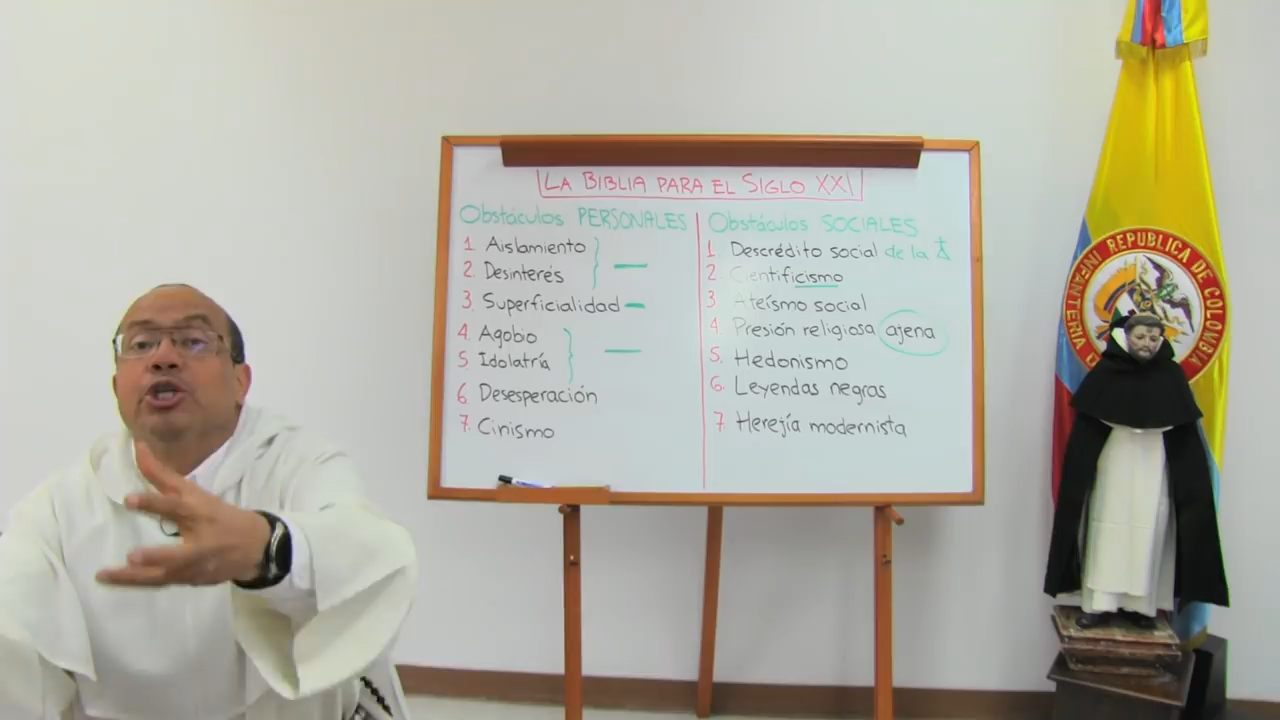 LA BIBLIA PARA EL SIGLO XXI
Obstáculos PERSONALES
1. Aislamiento
2. Desinterés
3. Superficialidad
4. Agobio
5. Idolatría
6. Desesperación
7. Cinismo
Obstáculos SOCIALES
1. Descrédito social de la
2. Cientificismo
3. Ateísmo social
4. Presión religiosa ajena
5. Hedonismo
6. Leyendas negras
7. Herejía modernista
REPUBLICA DE COLOMBIA
INFANTERIA